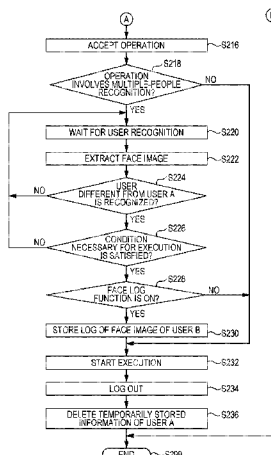 A
ACCEPT OPERATION
S216
S218
OPERATION
INVOLVES MULTIPLE-PEOPLE
RECOGNITION?
NO
YES
WAIT FOR USER RECOGNITION
S220
EXTRACT FACE IMAGE
S222
S224
USER
DIFFERENT FROM USER A
IS RECOGNIZED?
NO
YES
S226
CONDITION
NECESSARY FOR EXECUTION
IS SATISFIED?
NO
YES
S228
FACE LOG
FUNCTION IS ON?
NO
YES
STORE LOG OF FACE IMAGE OF USER B
S230
START EXECUTION
S232
LOG OUT
S234
DELETE TEMPORARILY STORED
INFORMATION OF USER A
S236
END
S299